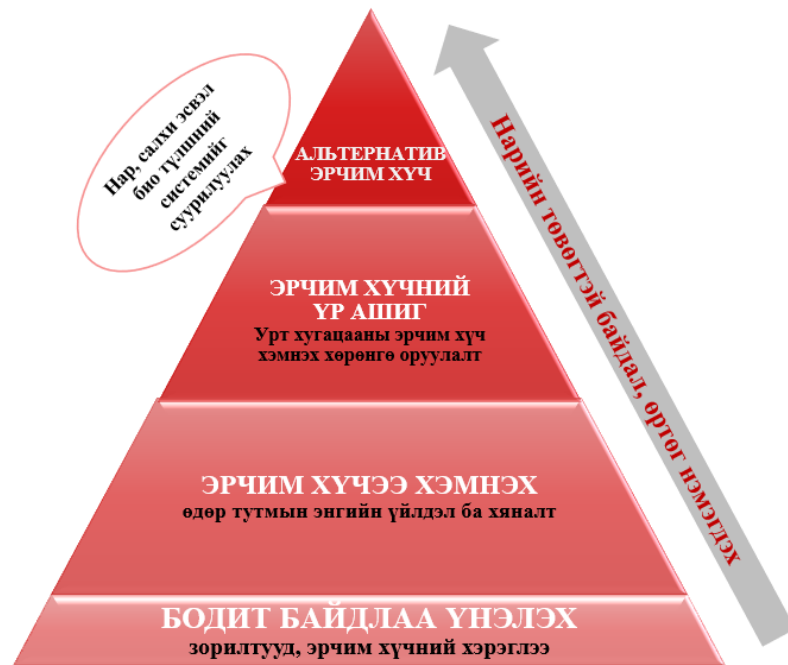 Нар, салхи эсвэл
био түлшний
системийг
суурилуулах
АЛЬТЕРНАТИВ
ЭРЧИМ ХҮЧ
Нарийн төвөгтэй байдал, өртөг нэмэгдэх
ЭРЧИМ ХҮЧНИЙ
ҮР АШИГ
Урт хугацааны эрчим хүч
хэмнэх хөрөнгө оруулалт
ЭРЧИМ ХҮЧЭЭ ХЭМНЭХ
өдөр тутмын энгийн үйлдэл ба хяналт
БОДИТ БАЙДЛАА ҮНЭЛЭХ
зорилтууд, эрчим хүчний хэрэглээ